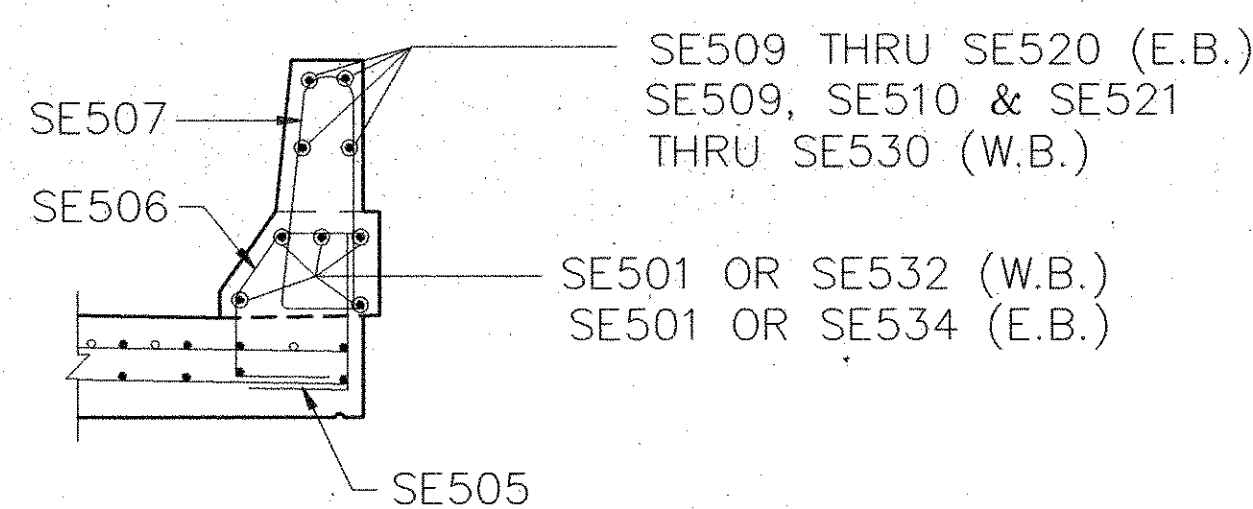 SE509 THRU SE520 (E.B.)
SE509, SE510 & SE521
THRU SE530 (W.B.)
SE507
SE506
SE501 OR SE532 (W.B.)
SE501 OR SE534 (E.B.)
SE505